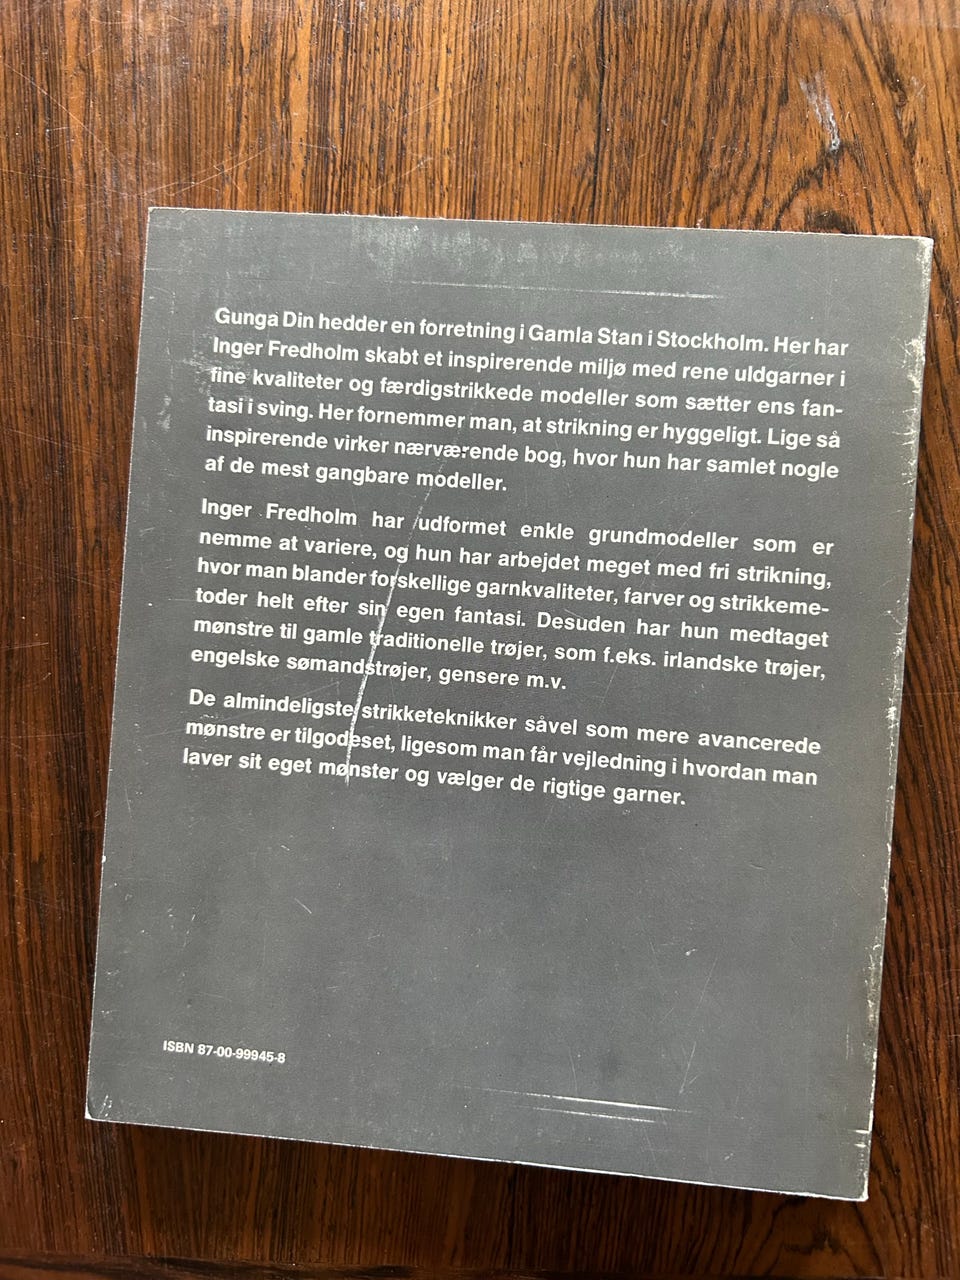 Gunga Din hedder en forretning i Gamla Stan i Stockholm. Her har
Inger Fredholm skabt et inspirerende miljø med rene uldgarner i
fine kvaliteter og færdigstrikkede modeller som sætter ens fan-
tasi i sving. Her fornemmer man, at strikning er hyggeligt. Lige så
inspirerende virker nærværende bog, hvor hun har samlet nogle
af de mest gangbare modeller.
Inger Fredholm har udformet enkle grundmodeller som er
nemme at variere, og hun har arbejdet meget med fri strikning,
hvor man blander forskellige garnkvaliteter, farver og strikkeme-
toder helt efter sin egen fantasi. Desuden har hun medtaget
mønstre til gamle traditionelle trøjer, som f.eks. irlandske trøjer,
engelske sømandstrøjer, gensere m.v.
De almindeligste strikketeknikker såvel som mere avancerede
mønstre er tilgodeset, ligesom man får vejledning i hvordan man
laver sit eget mønster og vælger de rigtige garner.
ISBN 87-00-99945-8